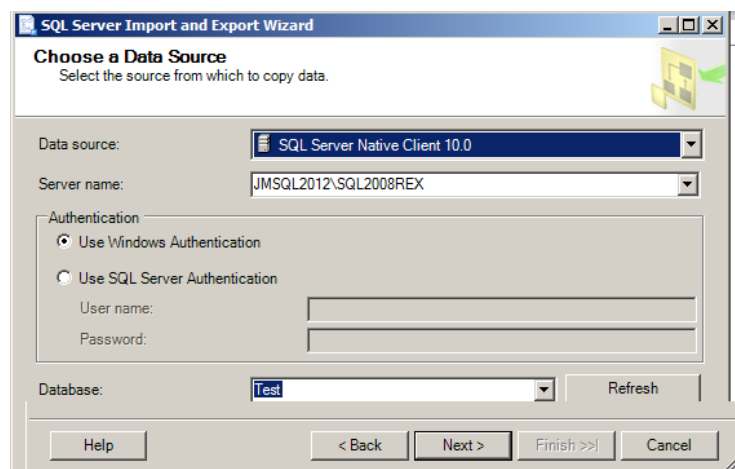 SQL Server Import and Export Wizard
Choose a Data Source
Select the source from which to copy data.
Data source:
SQL Server Native Client 10.0
Server name:
JMSQL2012\SQL2008REX
Authentication
Use Windows Authentication
Use SQL Server Authentication
User name:
Password:
Database:
Test
Refresh
Help
< Back
Next >
Finish >>|
Cancel